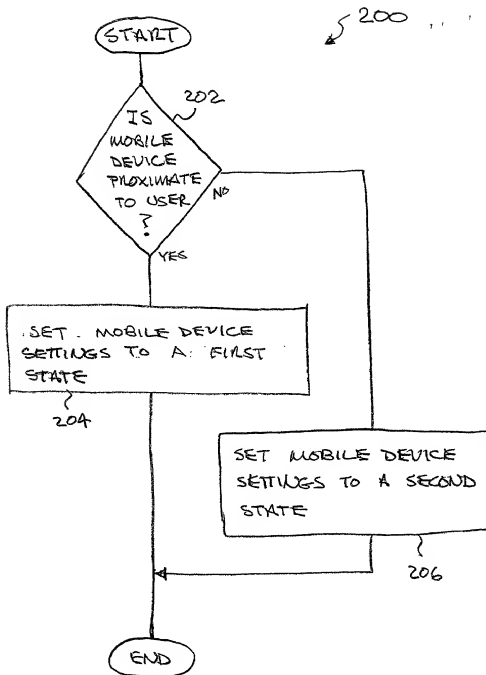 200
START
202
IS
MOBILE
DEVICE
PROXIMATE
TO USER
?
NO
YES
SET MOBILE DEVICE
SETTINGS TO A FIRST
STATE
204
SET MOBILE DEVICE
SETTINGS TO A SECOND
STATE
206
END